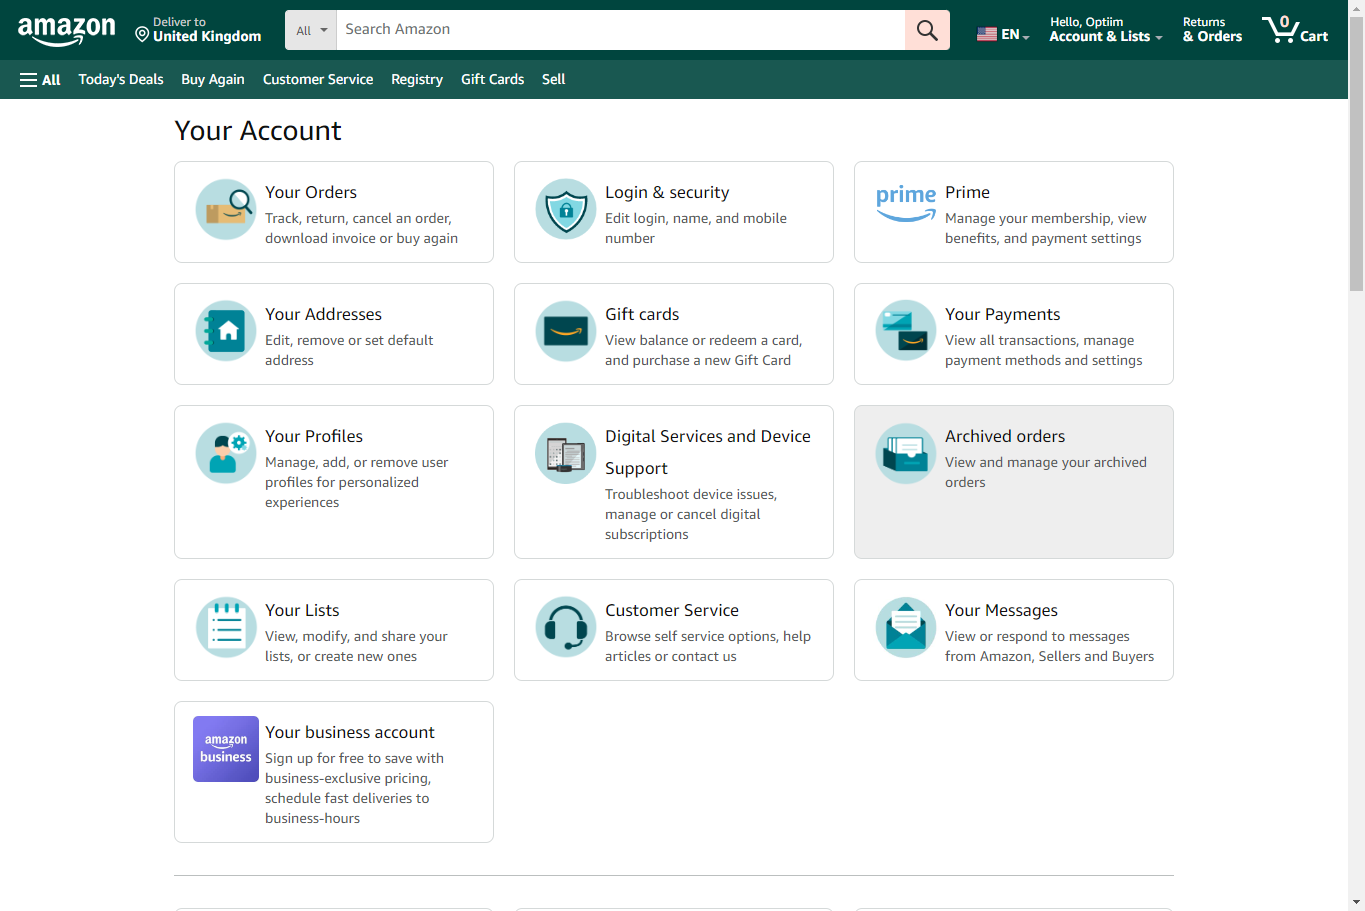 amazon
Deliver to
United Kingdom
All
Search Amazon
EN
Hello, Optiim
Account & Lists
Returns
& Orders
0
Cart
All
Today's Deals
Buy Again
Customer Service
Registry
Gift Cards
Sell
Your Account
Your Orders
Track, return, cancel an order,
download invoice or buy again
Login & security
Edit login, name, and mobile
number
prime
Prime
Manage your membership, view
benefits, and payment settings
Your Addresses
Edit, remove or set default
address
Gift cards
View balance or redeem a card,
and purchase a new Gift Card
Your Payments
View all transactions, manage
payment methods and settings
Your Profiles
Manage, add, or remove user
profiles for personalized
experiences
Digital Services and Device
Support
Troubleshoot device issues,
manage or cancel digital
subscriptions
Archived orders
View and manage your archived
orders
Your Lists
View, modify, and share your
lists, or create new ones
Customer Service
Browse self service options, help
articles or contact us
Your Messages
View or respond to messages
from Amazon, Sellers and Buyers
amazon
business
Your business account
Sign up for free to save with
business-exclusive pricing,
schedule fast deliveries to
business-hours